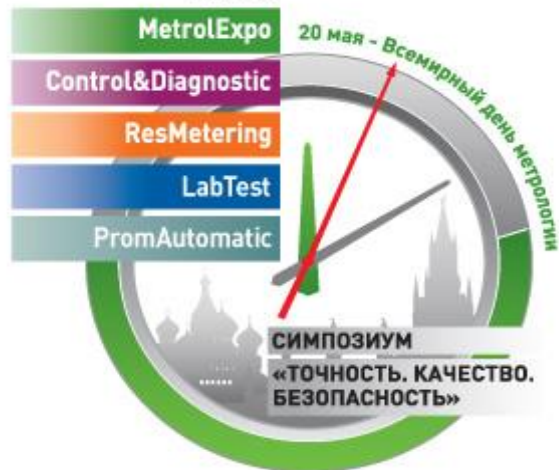 MetrolExpo
Control&Diagnostic
ResMetering
LabTest
PromAutomatic
20 мая - Всемирный день метрологии
СИМПОЗИУМ
«ТОЧНОСТЬ. КАЧЕСТВО.
БЕЗОПАСНОСТЬ»